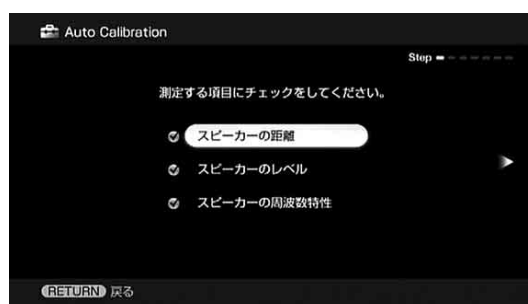 Auto Calibration
Step
測定する項目にチェックをしてください。
スピーカーの距離
スピーカーのレベル
スピーカーの周波数特性
RETURN 戻る